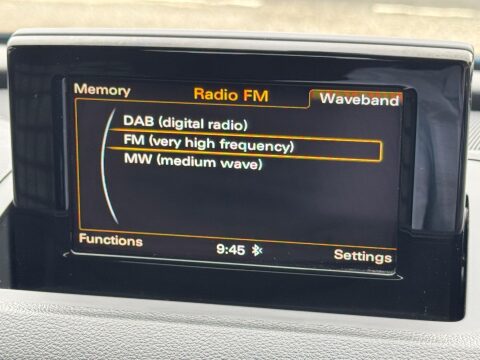 Memory
Radio FM
Waveband
DAB (digital radio)
FM (very high frequency)
MW (medium wave)
Functions
9:45
Settings